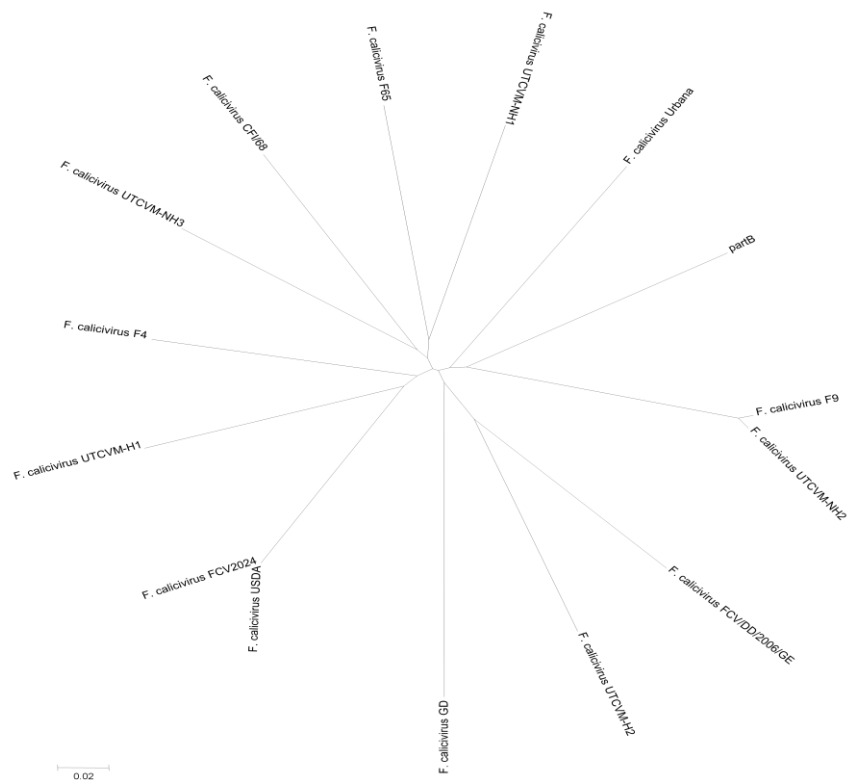 F. calicivirus F65
F. calicivirus UTCVM-NH1
F. calicivirus Urbana
F. calicivirus CFI/68
F. calicivirus UTCVM-NH3
partB
F. calicivirus F4
F. calicivirus F9
F. calicivirus UTCVM-NH2
F. calicivirus UTCVM-H1
F. calicivirus FCV2024
F. calicivirus USDA
F. calicivirus FCV/DD/2006/GE
F. calicivirus UTCVM-H2
F. calicivirus GD
0.02